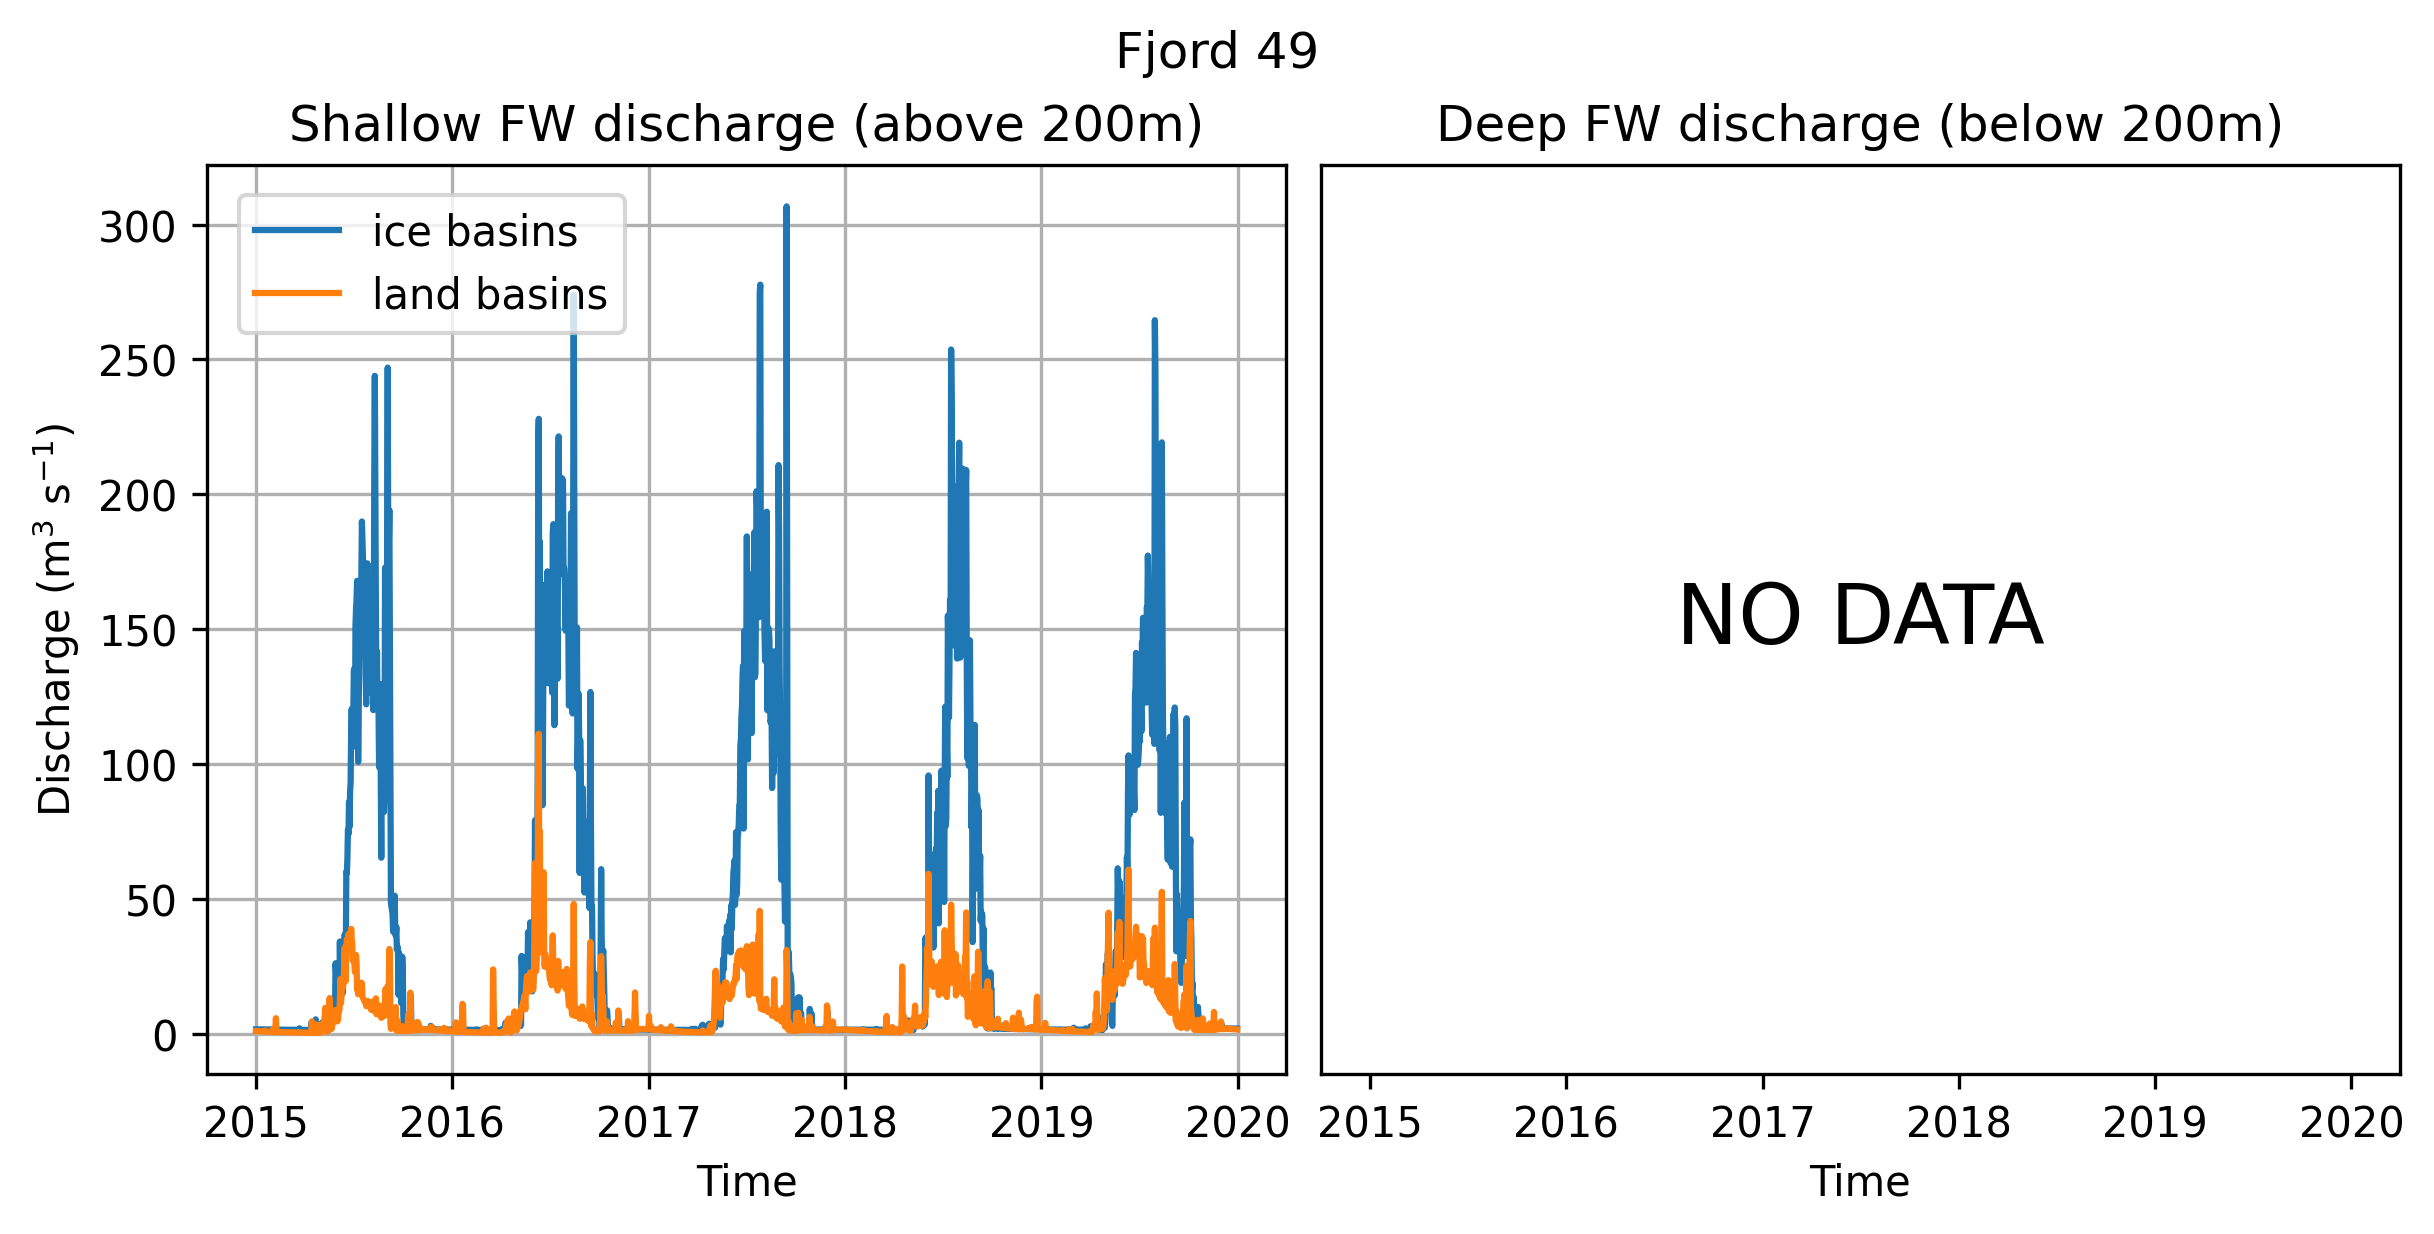 Fjord 49
Shallow FW discharge (above 200m)
Deep FW discharge (below 200m)
ice basins
land basins
300
250
200
150
100
50
0
Discharge (m³ s⁻¹)
NO DATA
2015 2016 2017 2018 2019 2020
2015 2016 2017 2018 2019 2020
Time
Time